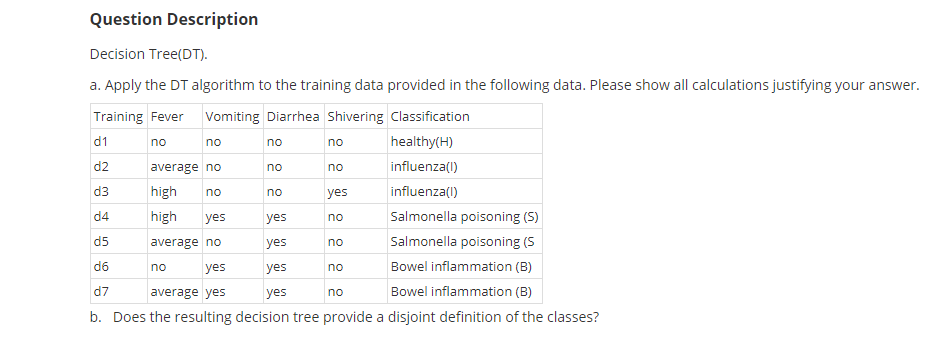 Question Description
Decision Tree(DT).
a. Apply the DT algorithm to the training data provided in the following data. Please show all calculations justifying your answer.
Training Fever Vomiting Diarrhea Shivering Classification
d1 no no no no healthy(H)
d2 average no no no influenza(I)
d3 high no no yes influenza(I)
d4 high yes yes no Salmonella poisoning (S)
d5 average no yes no Salmonella poisoning (S
d6 no yes yes no Bowel inflammation (B)
d7 average yes yes no Bowel inflammation (B)
b. Does the resulting decision tree provide a disjoint definition of the classes?